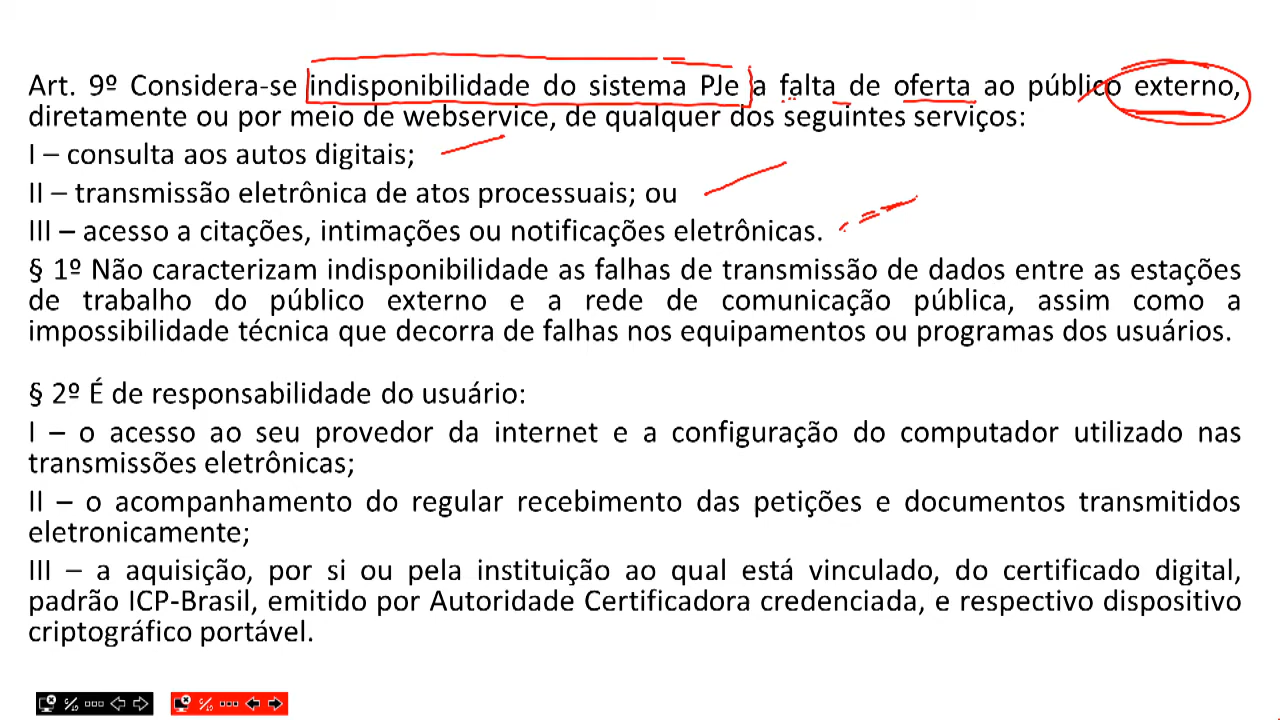 Art. 9º Considera-se indisponibilidade do sistema PJe a falta de oferta ao público externo,
diretamente ou por meio de webservice, de qualquer dos seguintes serviços:
I – consulta aos autos digitais;
II – transmissão eletrônica de atos processuais; ou
III – acesso a citações, intimações ou notificações eletrônicas.
§ 1º Não caracterizam indisponibilidade as falhas de transmissão de dados entre as estações
de trabalho do público externo e a rede de comunicação pública, assim como a
impossibilidade técnica que decorra de falhas nos equipamentos ou programas dos usuários.
§ 2º É de responsabilidade do usuário:
I – o acesso ao seu provedor da internet e a configuração do computador utilizado nas
transmissões eletrônicas;
II – o acompanhamento do regular recebimento das petições e documentos transmitidos
eletronicamente;
III – a aquisição, por si ou pela instituição ao qual está vinculado, do certificado digital,
padrão ICP-Brasil, emitido por Autoridade Certificadora credenciada, e respectivo dispositivo
criptográfico portável.